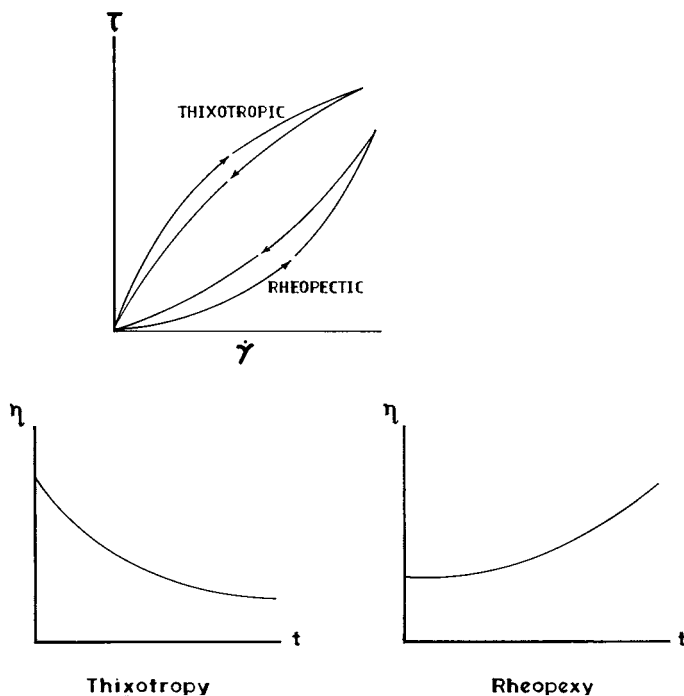 τ
THIXOTROPIC
RHEOPECTIC
γ̇
η
t
Thixotropy
η
t
Rheopexy